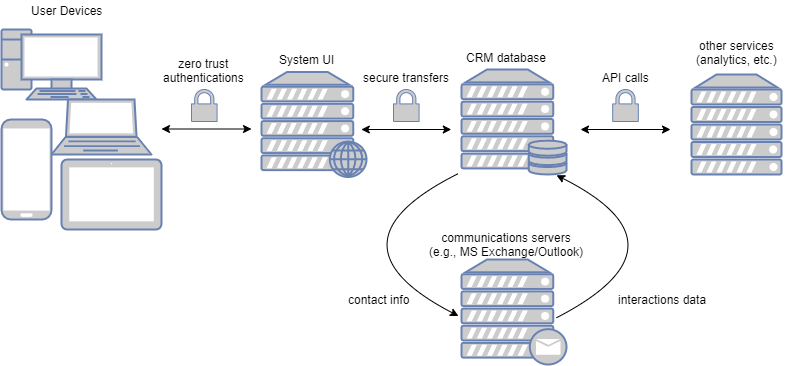 User Devices
zero trust
authentications
System UI
secure transfers
CRM database
API calls
other services
(analytics, etc.)
communications servers
(e.g., MS Exchange/Outlook)
contact info
interactions data